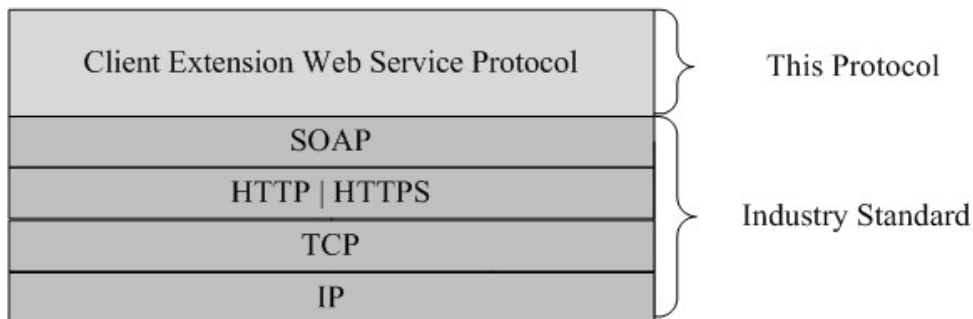 Client Extension Web Service Protocol
This Protocol
SOAP
HTTP | HTTPS
Industry Standard
TCP
IP